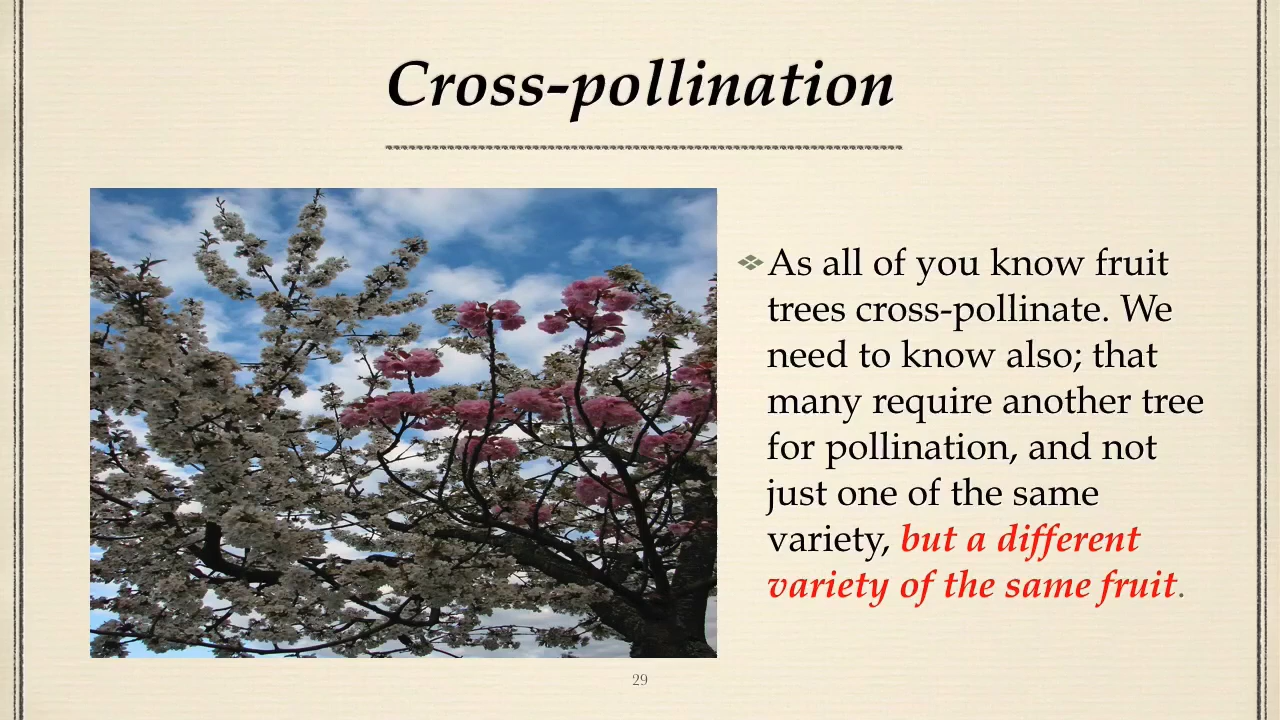 Cross-pollination
As all of you know fruit
trees cross-pollinate. We
need to know also; that
many require another tree
for pollination, and not
just one of the same
variety, but a different
variety of the same fruit.
29